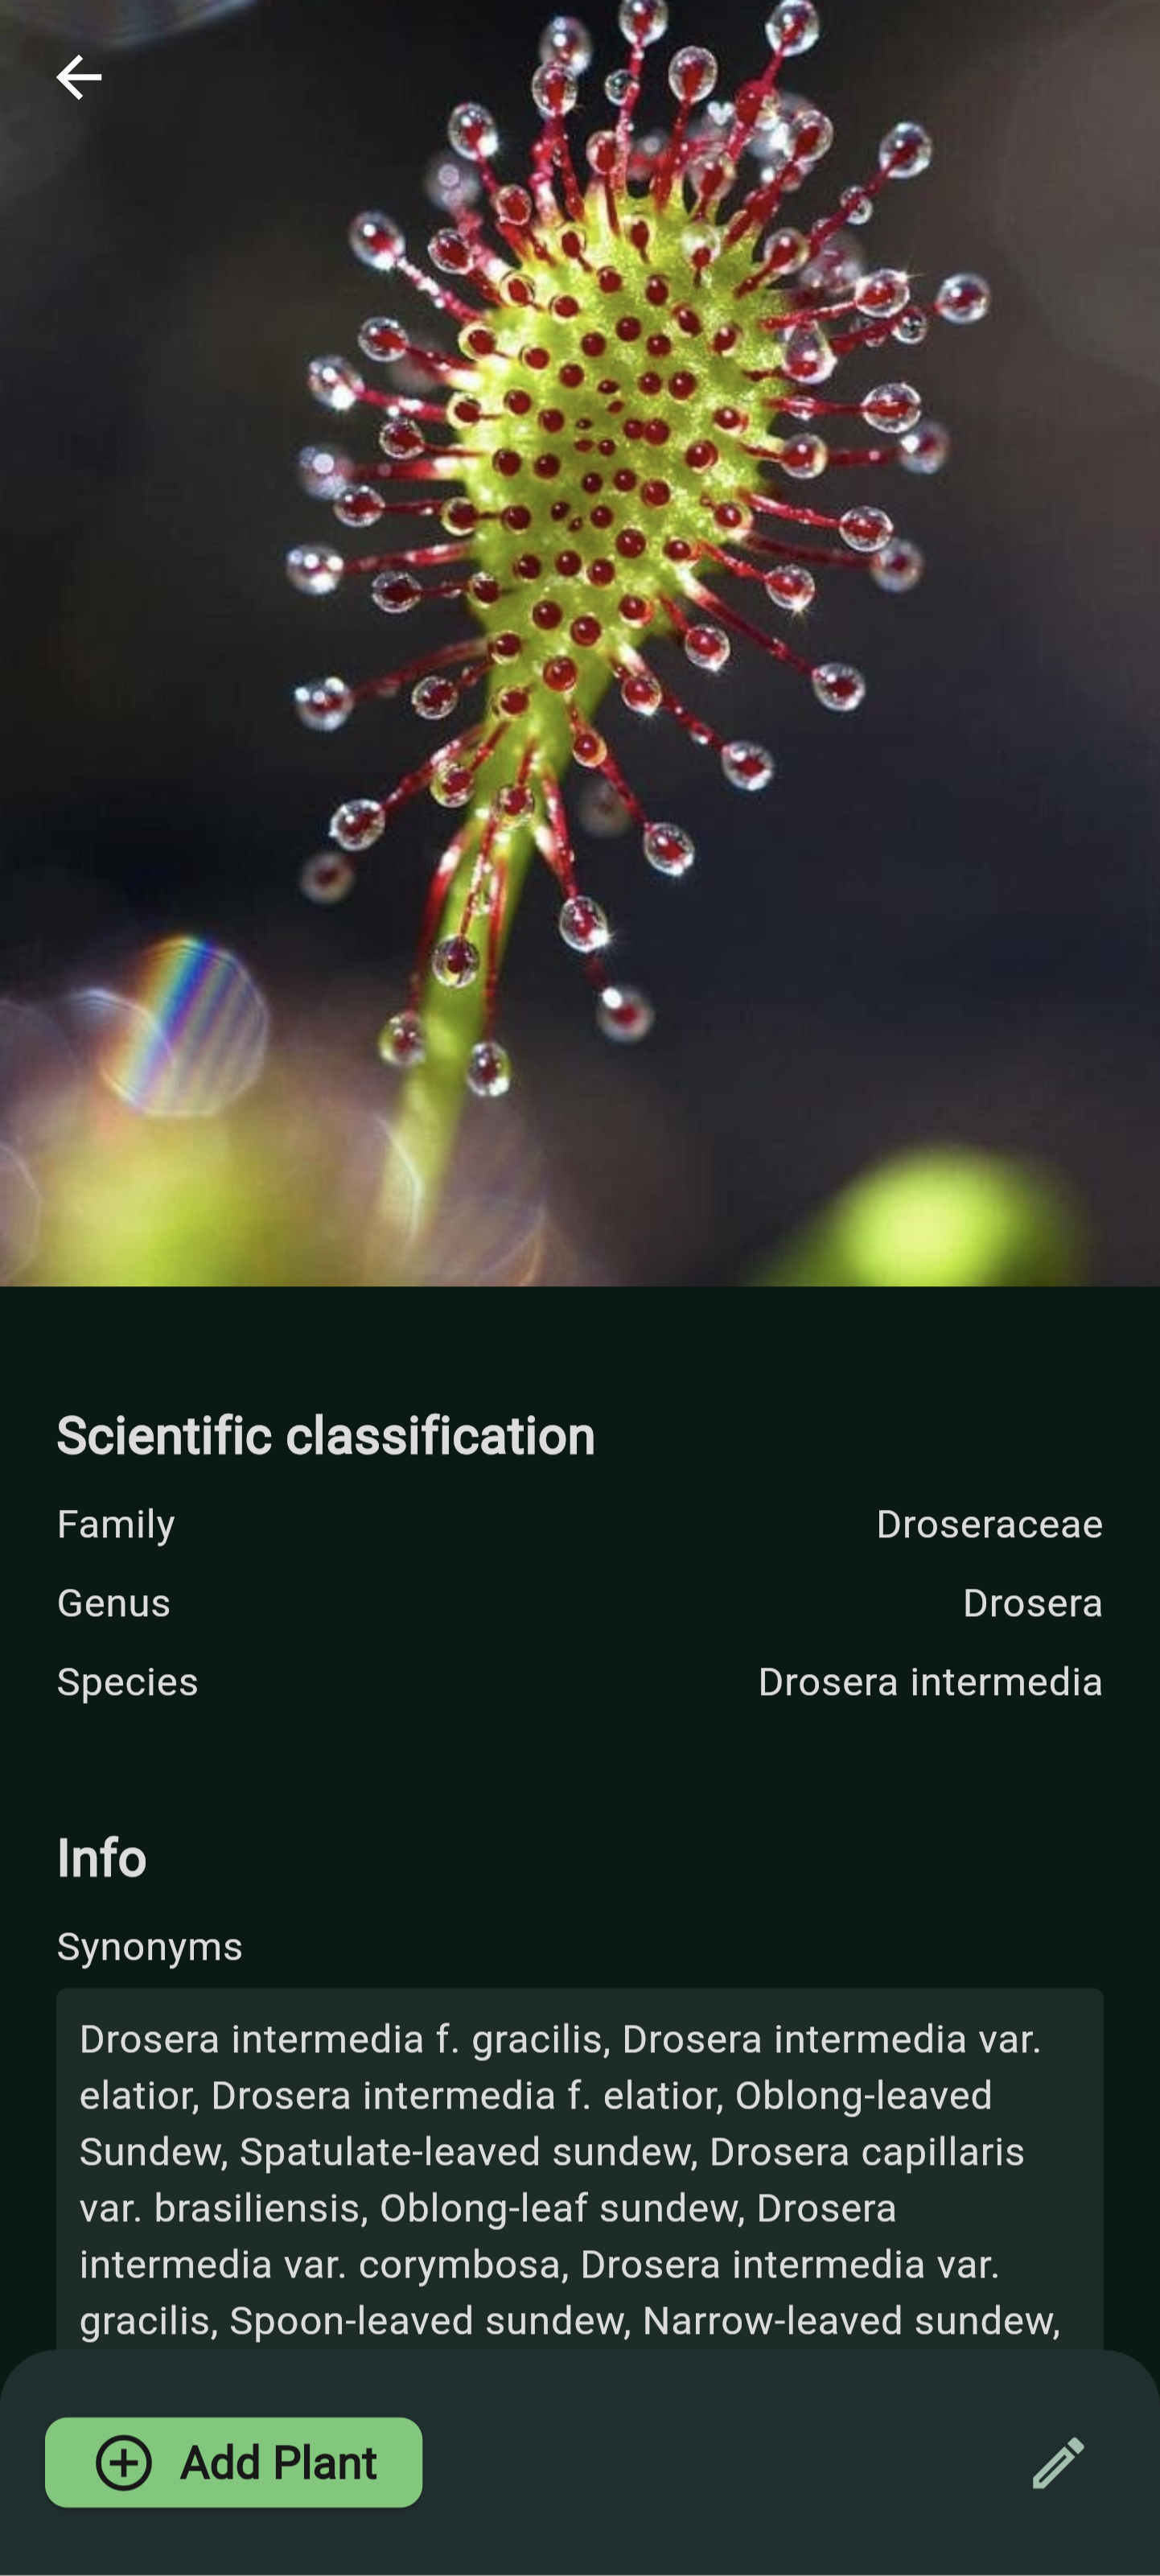 Scientific classification
Family Droseraceae
Genus Drosera
Species Drosera intermedia
Info
Synonyms
Drosera intermedia f. gracilis, Drosera intermedia var.
elatior, Drosera intermedia f. elatior, Oblong-leaved
Sundew, Spatulate-leaved sundew, Drosera capillaris
var. brasiliensis, Oblong-leaf sundew, Drosera
intermedia var. corymbosa, Drosera intermedia var.
gracilis, Spoon-leaved sundew, Narrow-leaved sundew,
Add Plant